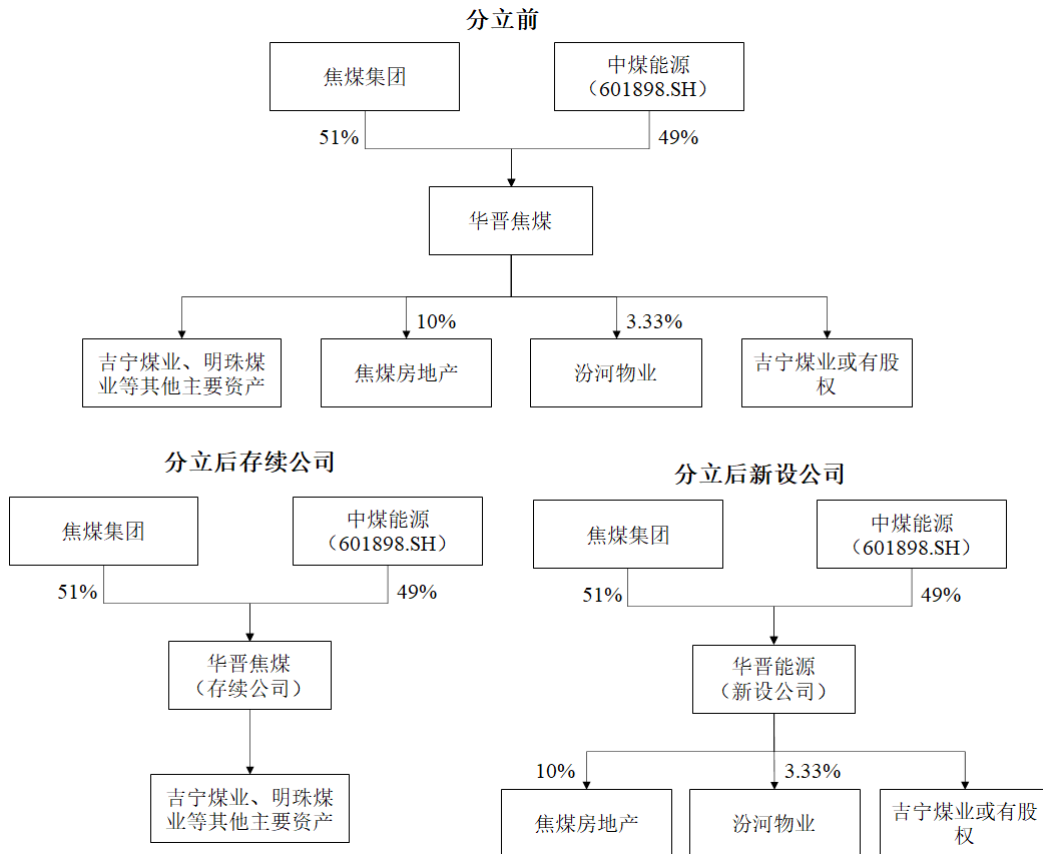 分立前
焦煤集团
中煤能源
（601898.SH）
51%
49%
华晋焦煤
10%
3.33%
吉宁煤业、明珠煤
业等其他主要资产
焦煤房地产
汾河物业
吉宁煤业或有股
权
分立后存续公司
焦煤集团
中煤能源
（601898.SH）
51%
49%
华晋焦煤
（存续公司）
吉宁煤业、明珠煤
业等其他主要资产
分立后新设公司
焦煤集团
中煤能源
（601898.SH）
51%
49%
华晋能源
（新设公司）
10%
3.33%
焦煤房地产
汾河物业
吉宁煤业或有股
权